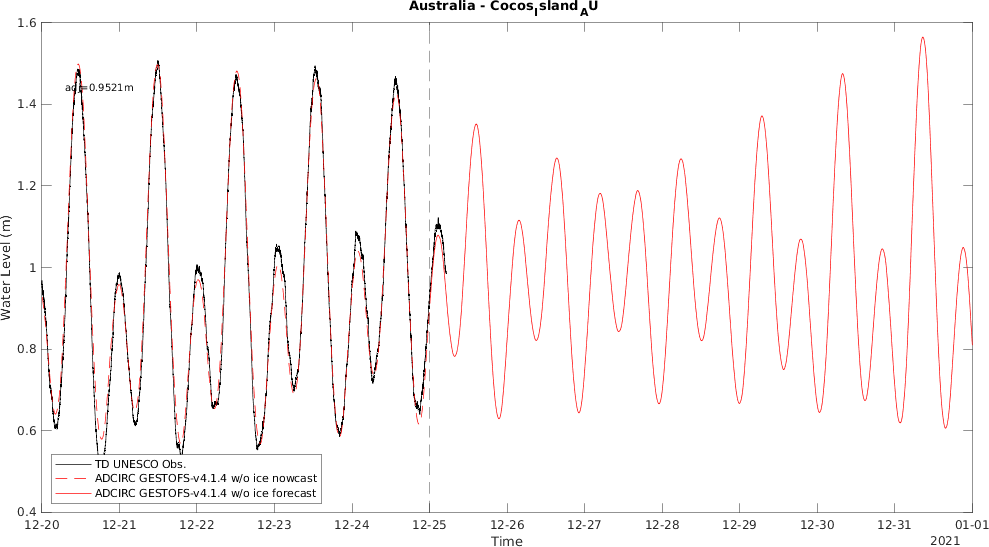 Australia - CocosIslandAU
1.6
1.4
1.2
1
0.8
0.6
0.4
Water Level (m)
adj=0.9521m
TD UNESCO Obs.
ADCIRC GESTOFS-v4.1.4 w/o ice nowcast
ADCIRC GESTOFS-v4.1.4 w/o ice forecast
12-20 12-21 12-22 12-23 12-24 12-25 12-26 12-27 12-28 12-29 12-30 12-31 01-01
Time
2021